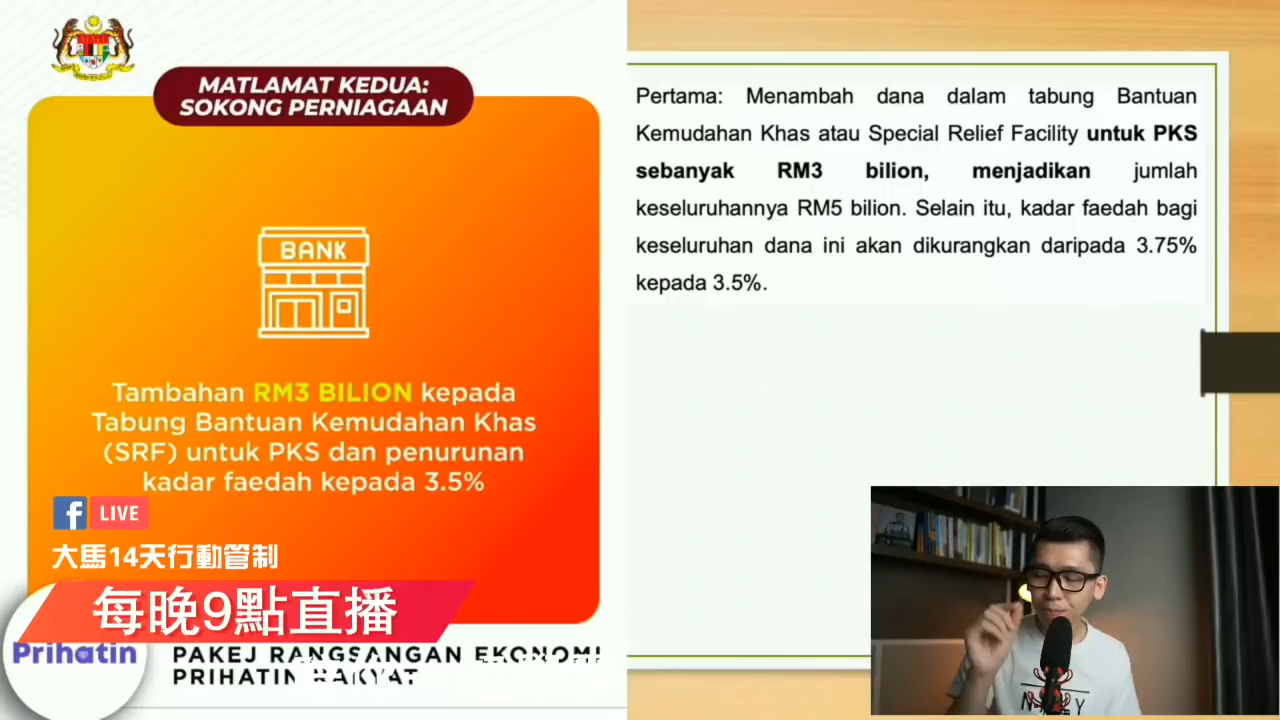 MATLAMAT KEDUA:
SOKONG PERNIAGAAN
BANK
Tambahan RM3 BILION kepada
Tabung Bantuan Kemudahan Khas
(SRF) untuk PKS dan penurunan
kadar faedah kepada 3.5%
f LIVE
大馬14天行動管制
每晚9點直播
Prihatin
PAKEJ RANGSANGAN EKONOMI
PRIHATIN RAKYAT
Pertama: Menambah dana dalam tabung Bantuan
Kemudahan Khas atau Special Relief Facility untuk PKS
sebanyak RM3 bilion, menjadikan jumlah
keseluruhannya RM5 bilion. Selain itu, kadar faedah bagi
keseluruhan dana ini akan dikurangkan daripada 3.75%
kepada 3.5%.